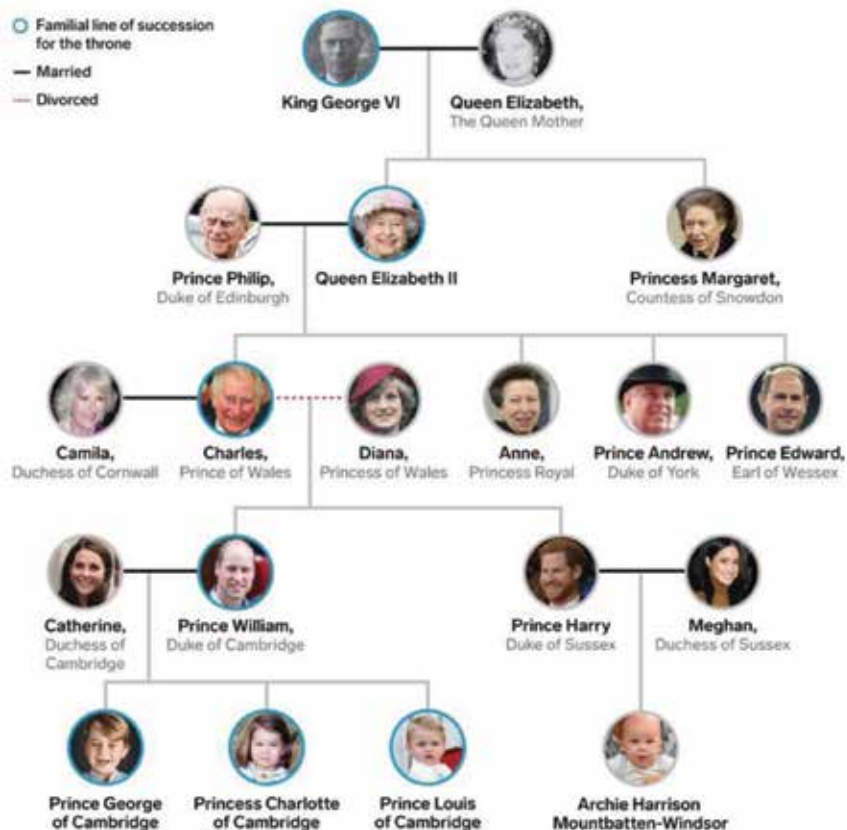 Familial line of succession
for the throne
Married
Divorced
King George VI
Queen Elizabeth,
The Queen Mother
Prince Philip,
Duke of Edinburgh
Queen Elizabeth II
Princess Margaret,
Countess of Snowdon
Camila,
Duchess of Cornwall
Charles,
Prince of Wales
Diana,
Princess of Wales
Anne,
Princess Royal
Prince Andrew,
Duke of York
Prince Edward,
Earl of Wessex
Catherine,
Duchess of
Cambridge
Prince William,
Duke of Cambridge
Prince Harry
Duke of Sussex
Meghan,
Duchess of Sussex
Prince George
of Cambridge
Princess Charlotte
of Cambridge
Prince Louis
of Cambridge
Archie Harrison
Mountbatten-Windsor